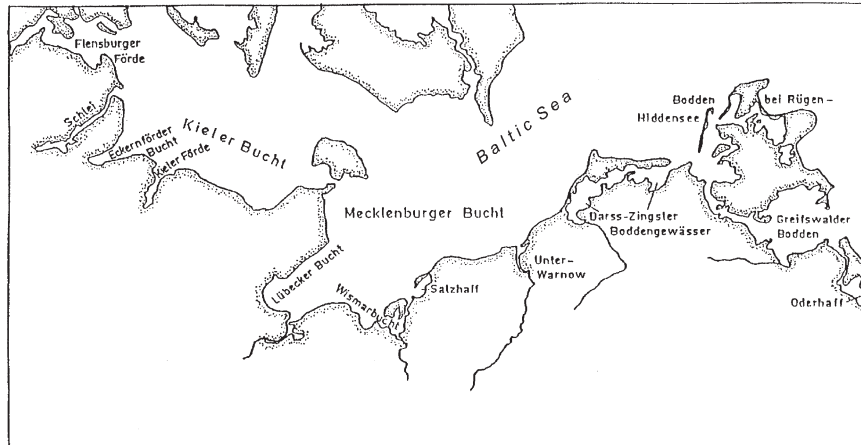 Flensburger
Förde
Schlei
Eckernförder
Bucht
Kieler Förde
Kieler Bucht
Baltic Sea
Bodden
Hiddensee
bei Rügen-
Mecklenburger Bucht
Darss-Zingster
Boddengewässer
Greifswalder
Bodden
Lübecker Bucht
Wismarbucht
Salzhaff
Unter-
Warnow
Oderhaff